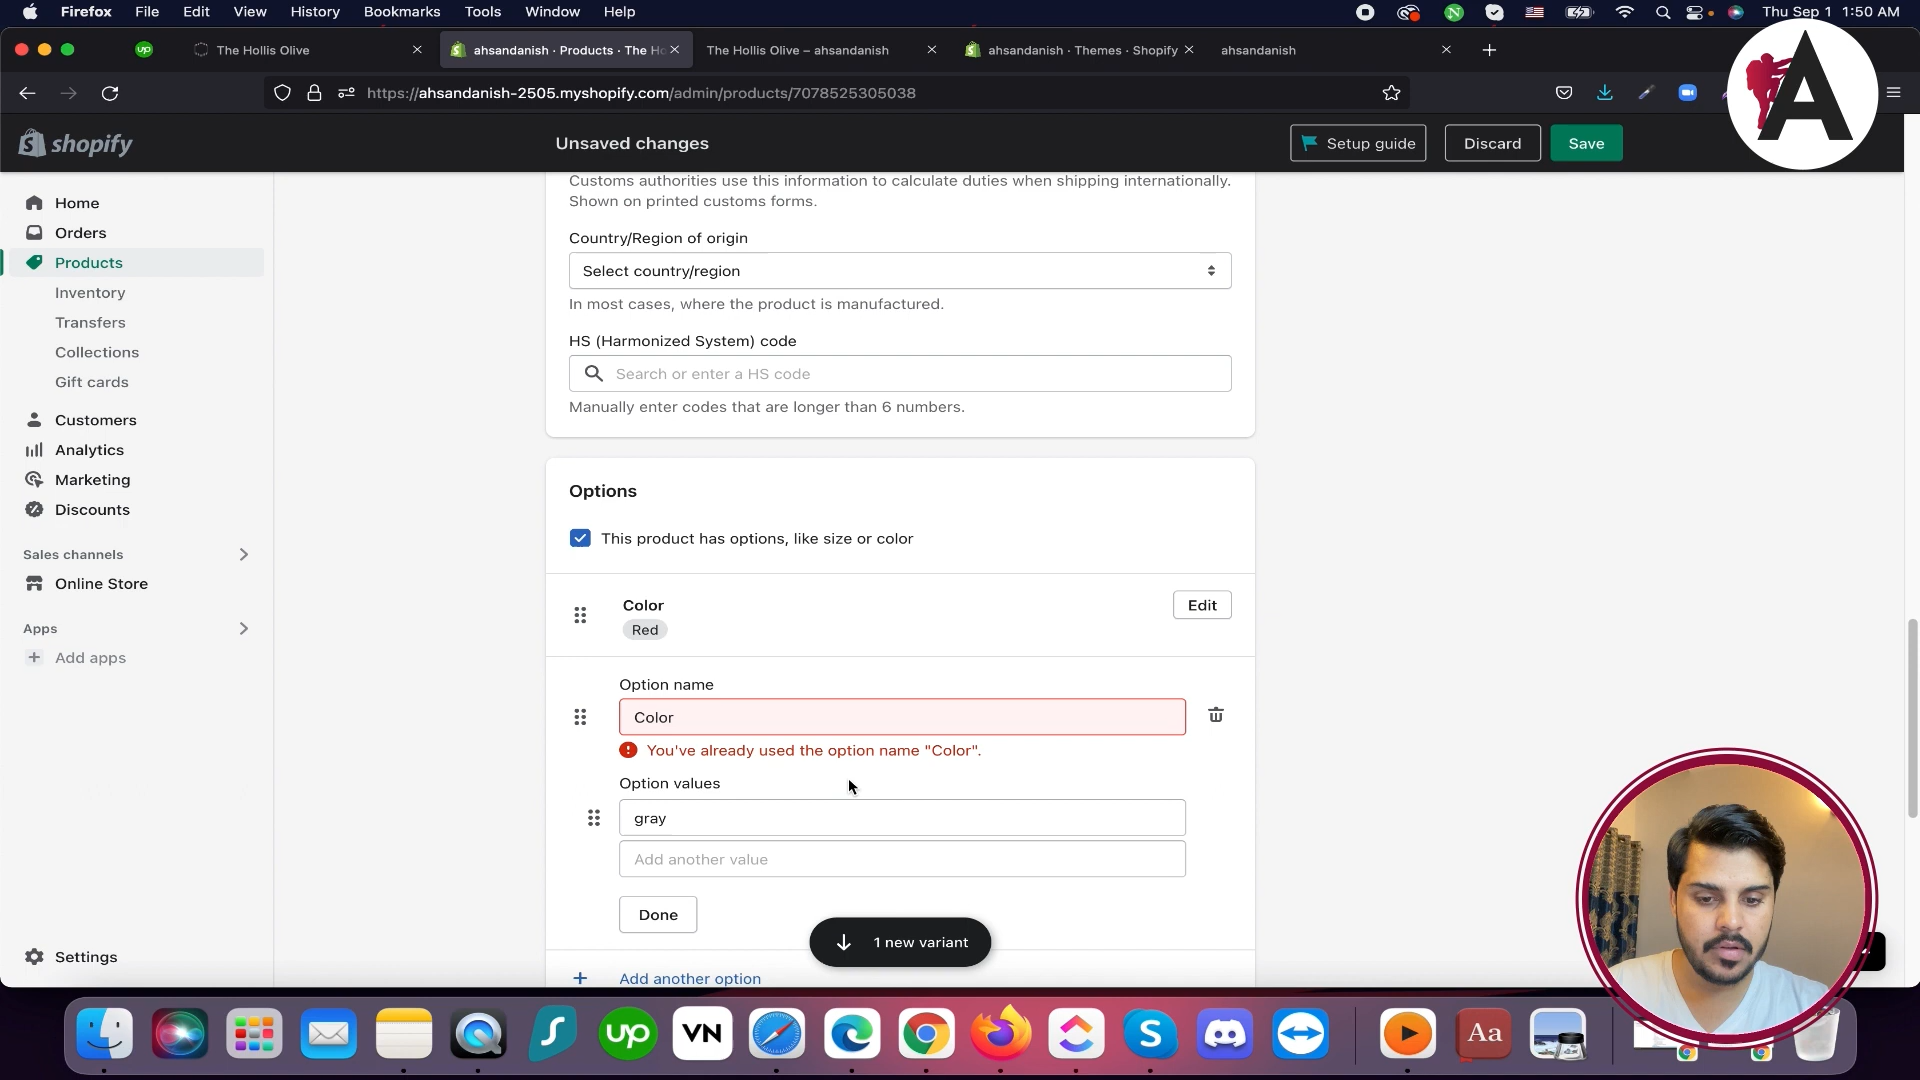 Firefox File Edit View History Bookmarks Tools Window Help Thu Sep 1 1:50 AM
up The Hollis Olive ahsandanish · Products · The Ho The Hollis Olive – ahsandanish ahsandanish · Themes · Shopify ahsandanish
https://ahsandanish-2505.myshopify.com/admin/products/7078525305038
A
shopify Unsaved changes Setup guide Discard Save
Customs authorities use this information to calculate duties when shipping internationally.
Shown on printed customs forms.
Home
Orders
Products
Inventory
Transfers
Collections
Gift cards
Customers
Analytics
Marketing
Discounts
Sales channels
Online Store
Apps
Add apps
Settings
Country/Region of origin
Select country/region
In most cases, where the product is manufactured.
HS (Harmonized System) code
Search or enter a HS code
Manually enter codes that are longer than 6 numbers.
Options
This product has options, like size or color
Color Edit
Red
Option name
Color
You've already used the option name "Color".
Option values
gray
Add another value
Done
1 new variant
Add another option
up VN S Aa